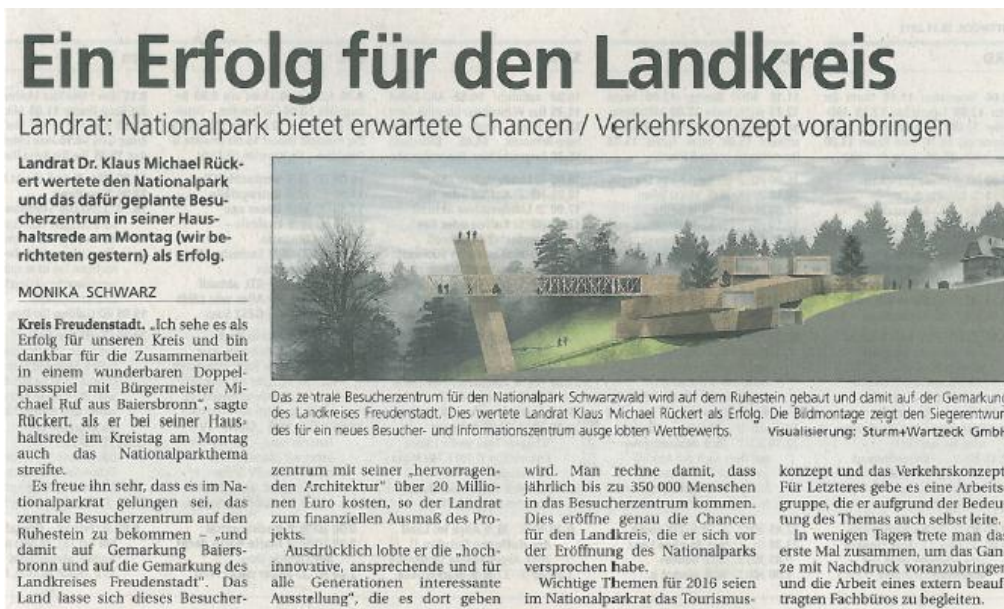 Ein Erfolg für den Landkreis
Landrat: Nationalpark bietet erwartete Chancen / Verkehrskonzept voranbringen
Landrat Dr. Klaus Michael Rück-
ert wertete den Nationalpark
und das dafür geplante Besu-
cherzentrum in seiner Haus-
haltsrede am Montag (wir be-
richteten gestern) als Erfolg.
MONIKA SCHWARZ
Kreis Freudenstadt. „Ich sehe es als
Erfolg für unseren Kreis und bin
dankbar für die Zusammenarbeit
in einem wunderbaren Doppel-
passspiel mit Bürgermeister Mi-
chael Ruf aus Baiersbronn“, sagte
Rückert, als er bei seiner Haus-
haltsrede im Kreistag am Montag
auch das Nationalparkthema
streifte.
Es freue ihn sehr, dass es im Na-
tionalparkrat gelungen sei, das
zentrale Besucherzentrum auf den
Ruhestein zu bekommen – „und
damit auf Gemarkung Baiers-
bronn und auf die Gemarkung des
Landkreises Freudenstadt“. Das
Land lasse sich dieses Besucher-
Das zentrale Besucherzentrum für den Nationalpark Schwarzwald wird auf dem Ruhestein gebaut und damit auf der Gemarkung
des Landkreises Freudenstadt. Dies wertete Landrat Klaus Michael Rückert als Erfolg. Die Bildmontage zeigt den Siegerentwur
des für ein neues Besucher- und Informationszentrum ausgelobten Wettbewerbs. Visualisierung: Sturm+Wartzeck GmbH
zentrum mit seiner „hervorragen-
den Architektur“ über 20 Millio-
nen Euro kosten, so der Landrat
zum finanziellen Ausmaß des Pro-
jekts.
Ausdrücklich lobte er die „hoch-
innovative, ansprechende und für
alle Generationen interessante
Ausstellung“, die es dort geben
wird. Man rechne damit, dass
jährlich bis zu 350 000 Menschen
in das Besucherzentrum kommen.
Dies eröffne genau die Chancen
für den Landkreis, die er sich vor
der Eröffnung des Nationalparks
versprochen habe.
Wichtige Themen für 2016 seien
im Nationalparkrat das Tourismus-
konzept und das Verkehrskonzept
Für Letzteres gebe es eine Arbeits-
gruppe, die er aufgrund der Bedeu
tung des Themas auch selbst leite.
In wenigen Tagen trete man das
erste Mal zusammen, um das Gan
ze mit Nachdruck voranzubringen
und die Arbeit eines extern beauf
tragten Fachbüros zu begleiten.